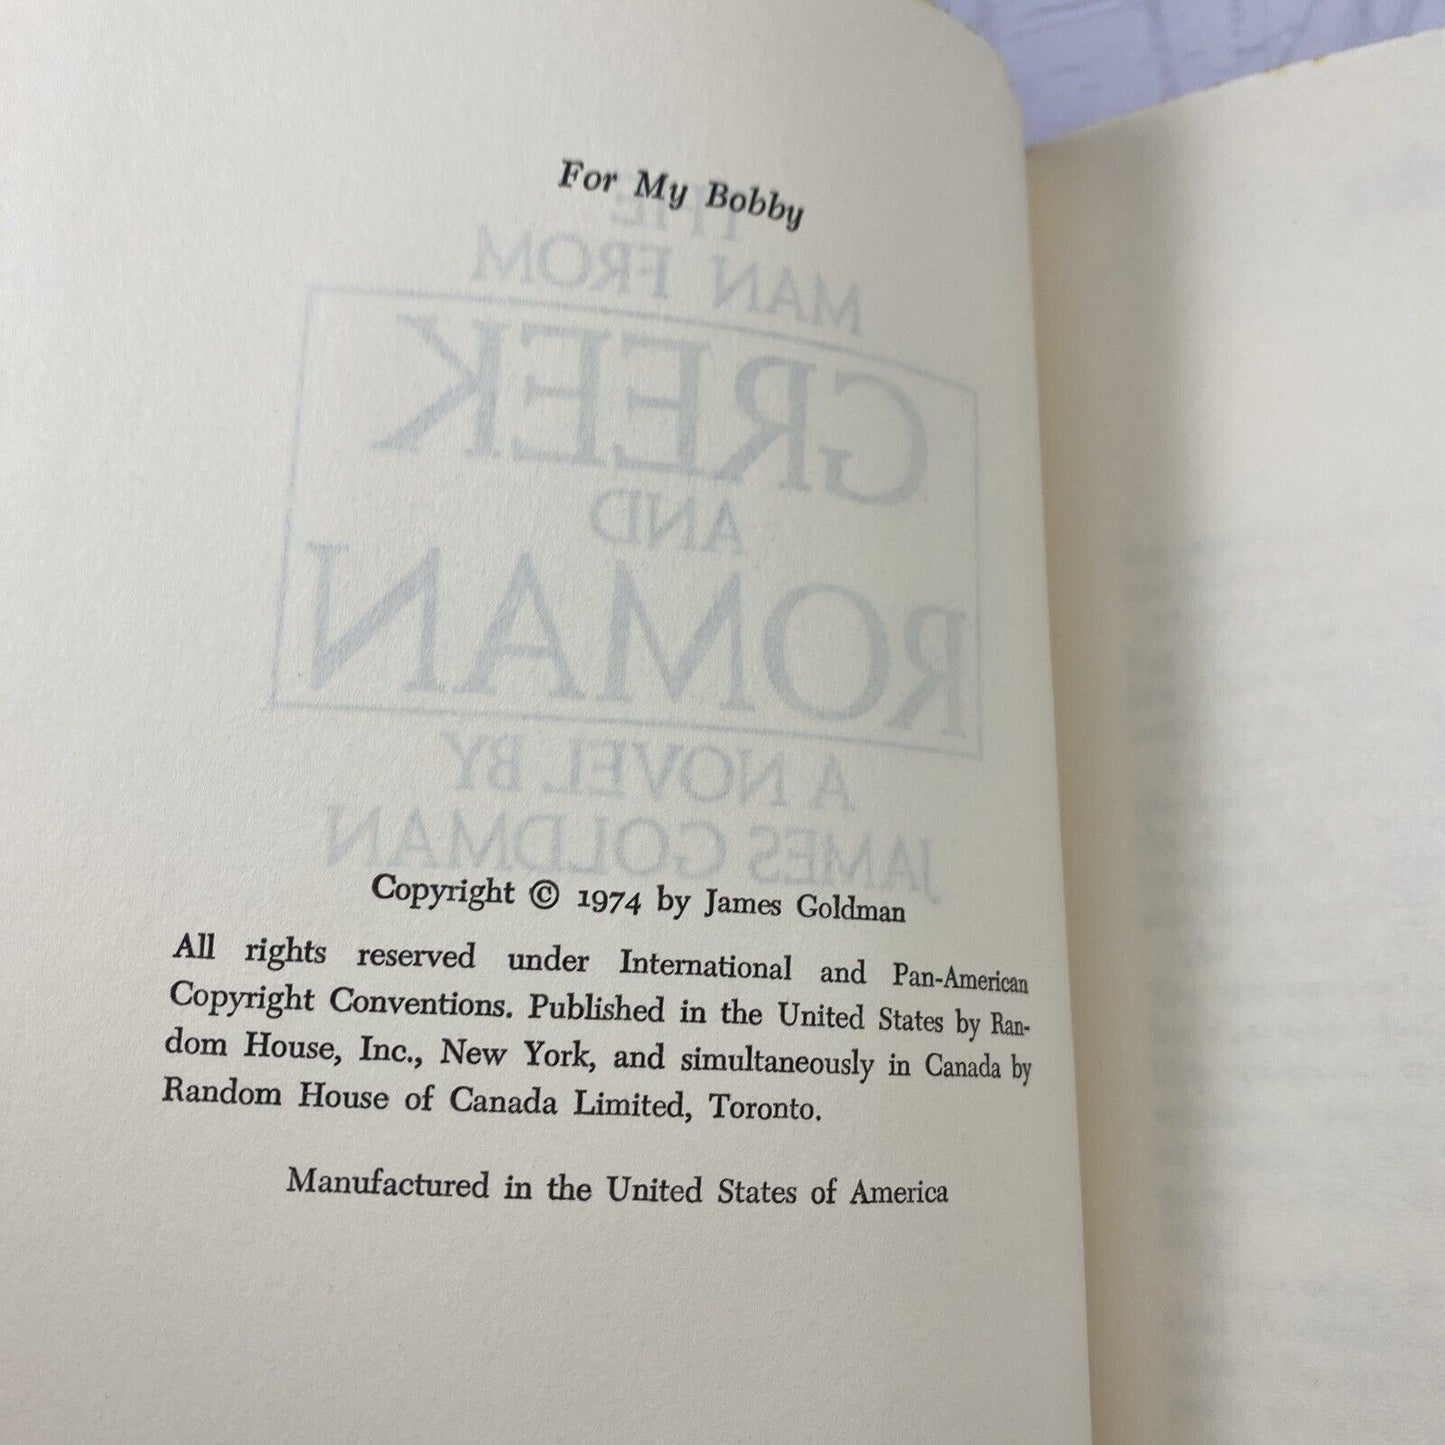 For My Bobby
THE
MAN FROM
GREEK
AND
ROMAN
A NOVEL BY
JAMES GOLDMAN
Copyright © 1974 by James Goldman
All rights reserved under International and Pan-American
Copyright Conventions. Published in the United States by Ran-
dom House, Inc., New York, and simultaneously in Canada by
Random House of Canada Limited, Toronto.
Manufactured in the United States of America